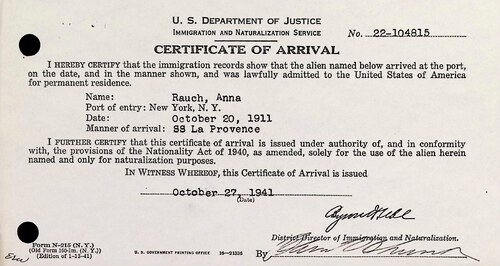 U. S. DEPARTMENT OF JUSTICE
IMMIGRATION AND NATURALIZATION SERVICE No. 22-104815
CERTIFICATE OF ARRIVAL
I HEREBY CERTIFY that the immigration records show that the alien named below arrived at the port,
on the date, and in the manner shown, and was lawfully admitted to the United States of America
for permanent residence.
Name: Rauch, Anna
Port of entry: New York, N. Y.
Date: October 20, 1911
Manner of arrival: SS La Provence
I FURTHER CERTIFY that this certificate of arrival is issued under authority of, and in conformity
with, the provisions of the Nationality Act of 1940, as amended, solely for the use of the alien herein
named and only for naturalization purposes.
IN WITNESS WHEREOF, this Certificate of Arrival is issued
October 27, 1941
(Date)
District Director of Immigration and Naturalization.
Form N-215 (N. Y.)
(Old Form 160-Im. (N. Y.)
(Edition of 1-13-41)
U. S. GOVERNMENT PRINTING OFFICE 16-21238
By